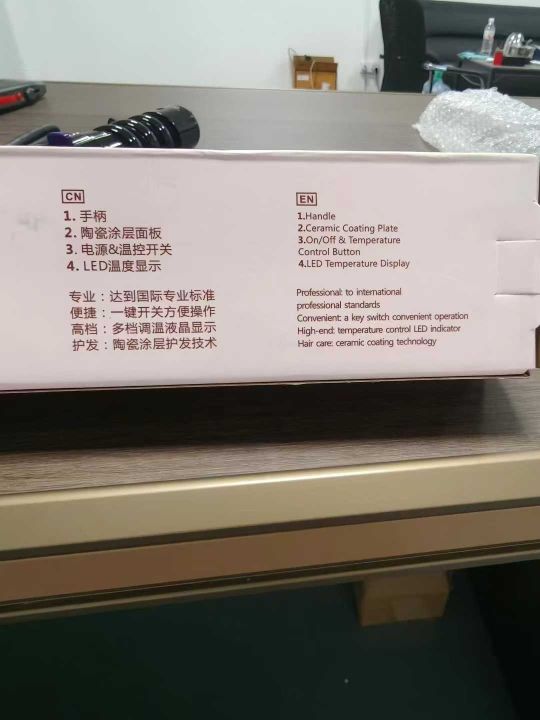 CN
1. 手柄
2. 陶瓷涂层面板
3. 电源&温控开关
4. LED温度显示
专业：达到国际专业标准
便捷：一键开关方便操作
高档：多档调温液晶显示
护发：陶瓷涂层护发技术
EN
1.Handle
2.Ceramic Coating Plate
3.On/Off & Temperature
Control Button
4.LED Temperature Display
Professional: to international
professional standards
Convenient: a key switch convenient operation
High-end: temperature control LED indicator
Hair care: ceramic coating technology